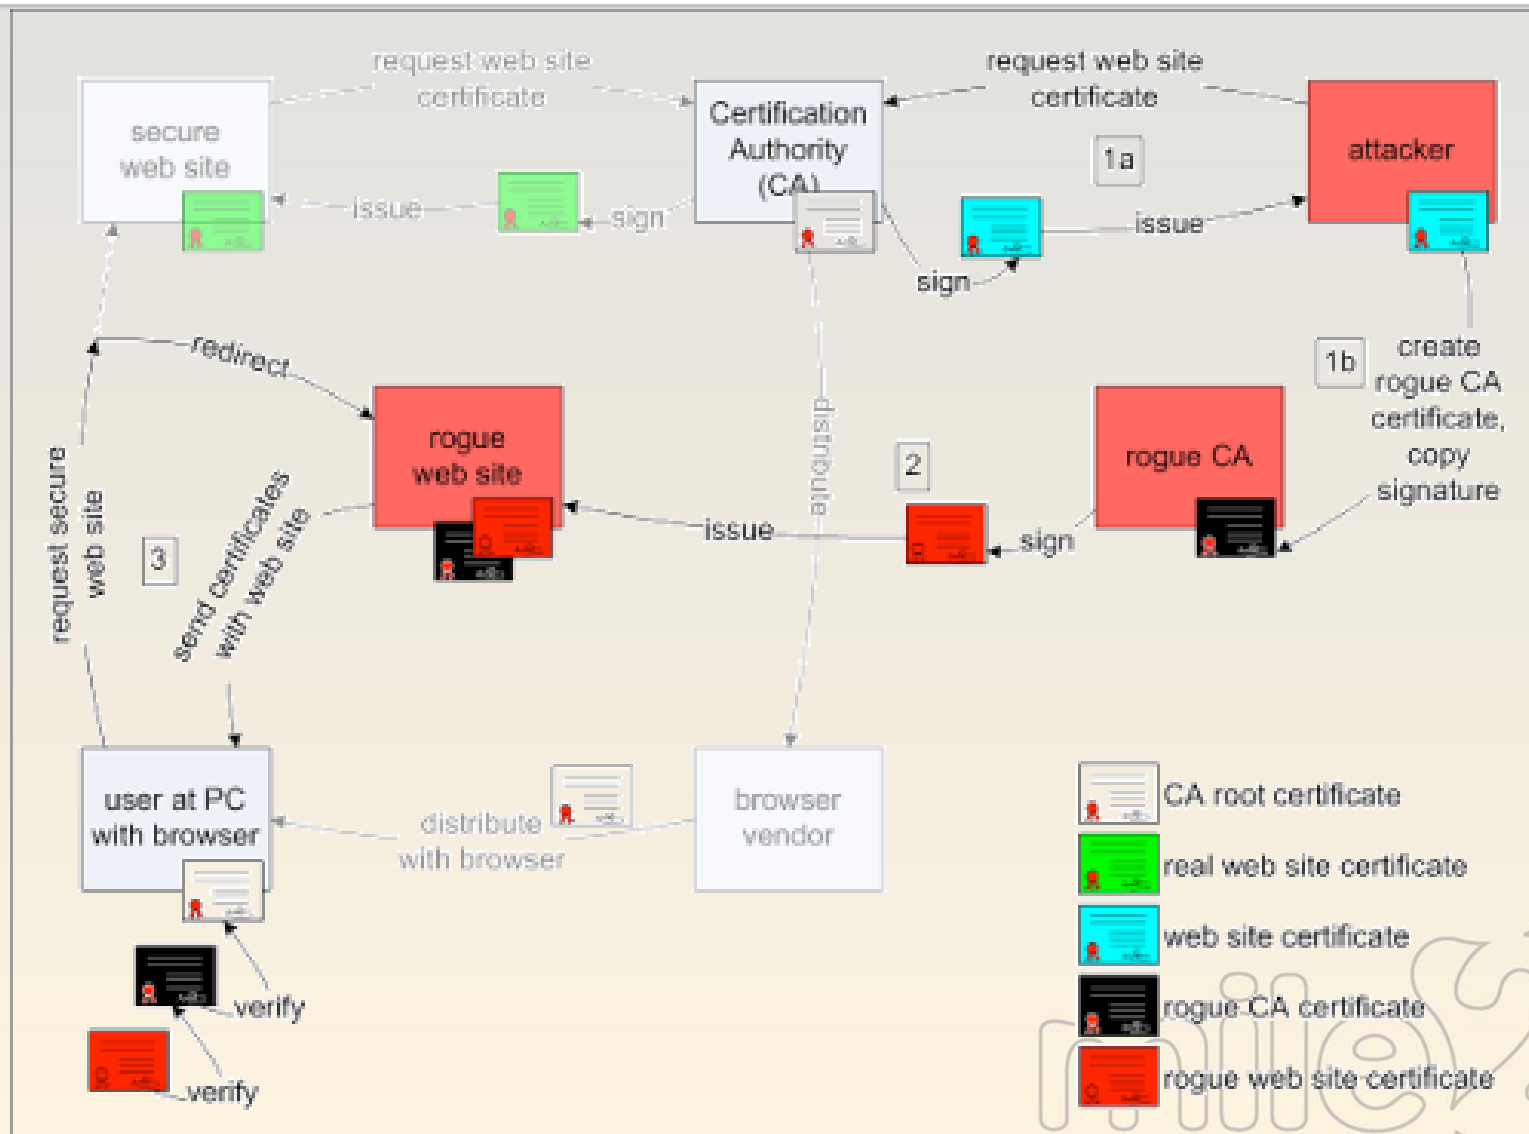 request web site
certificate
request web site
certificate
secure
web site
Certification
Authority
(CA)
attacker
1a
issue
sign
issue
sign
redirect
1b
create
rogue CA
certificate,
copy
signature
rogue
web site
distribute
2
rogue CA
issue
sign
request secure
web site
3
send certificates
with web site
user at PC
with browser
distribute
with browser
browser
vendor
CA root certificate
real web site certificate
web site certificate
rogue CA certificate
rogue web site certificate
verify
verify
mile